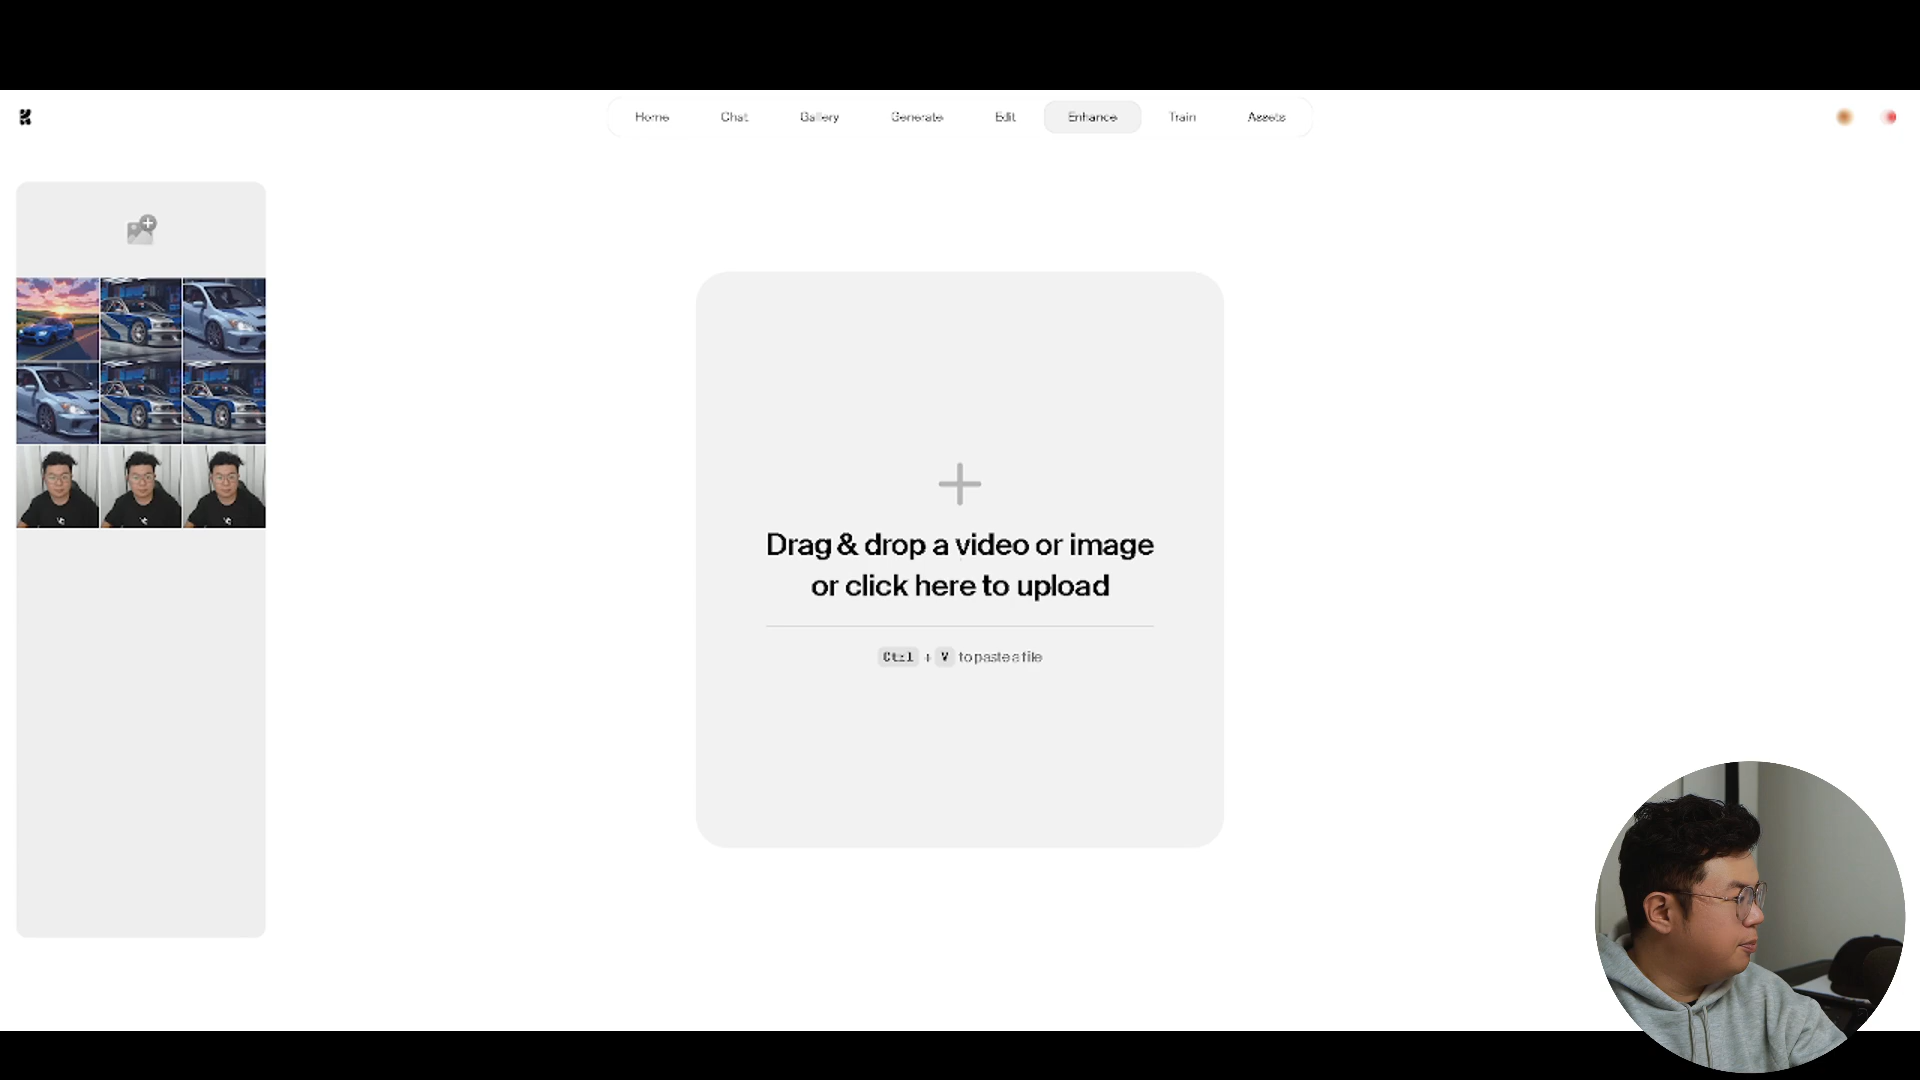 Home
Chat
Gallery
Generate
Edit
Enhance
Train
Assets
Drag & drop a video or image
or click here to upload
Ctrl + V to paste a file